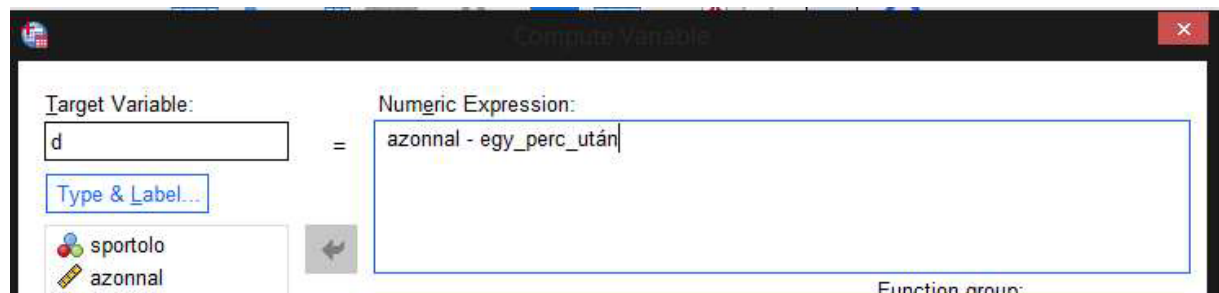 Compute Variable
Target Variable:
Numeric Expression:
d
=
azonnal - egy_perc_után
Type & Label...
sportolo
azonnal
Function group: